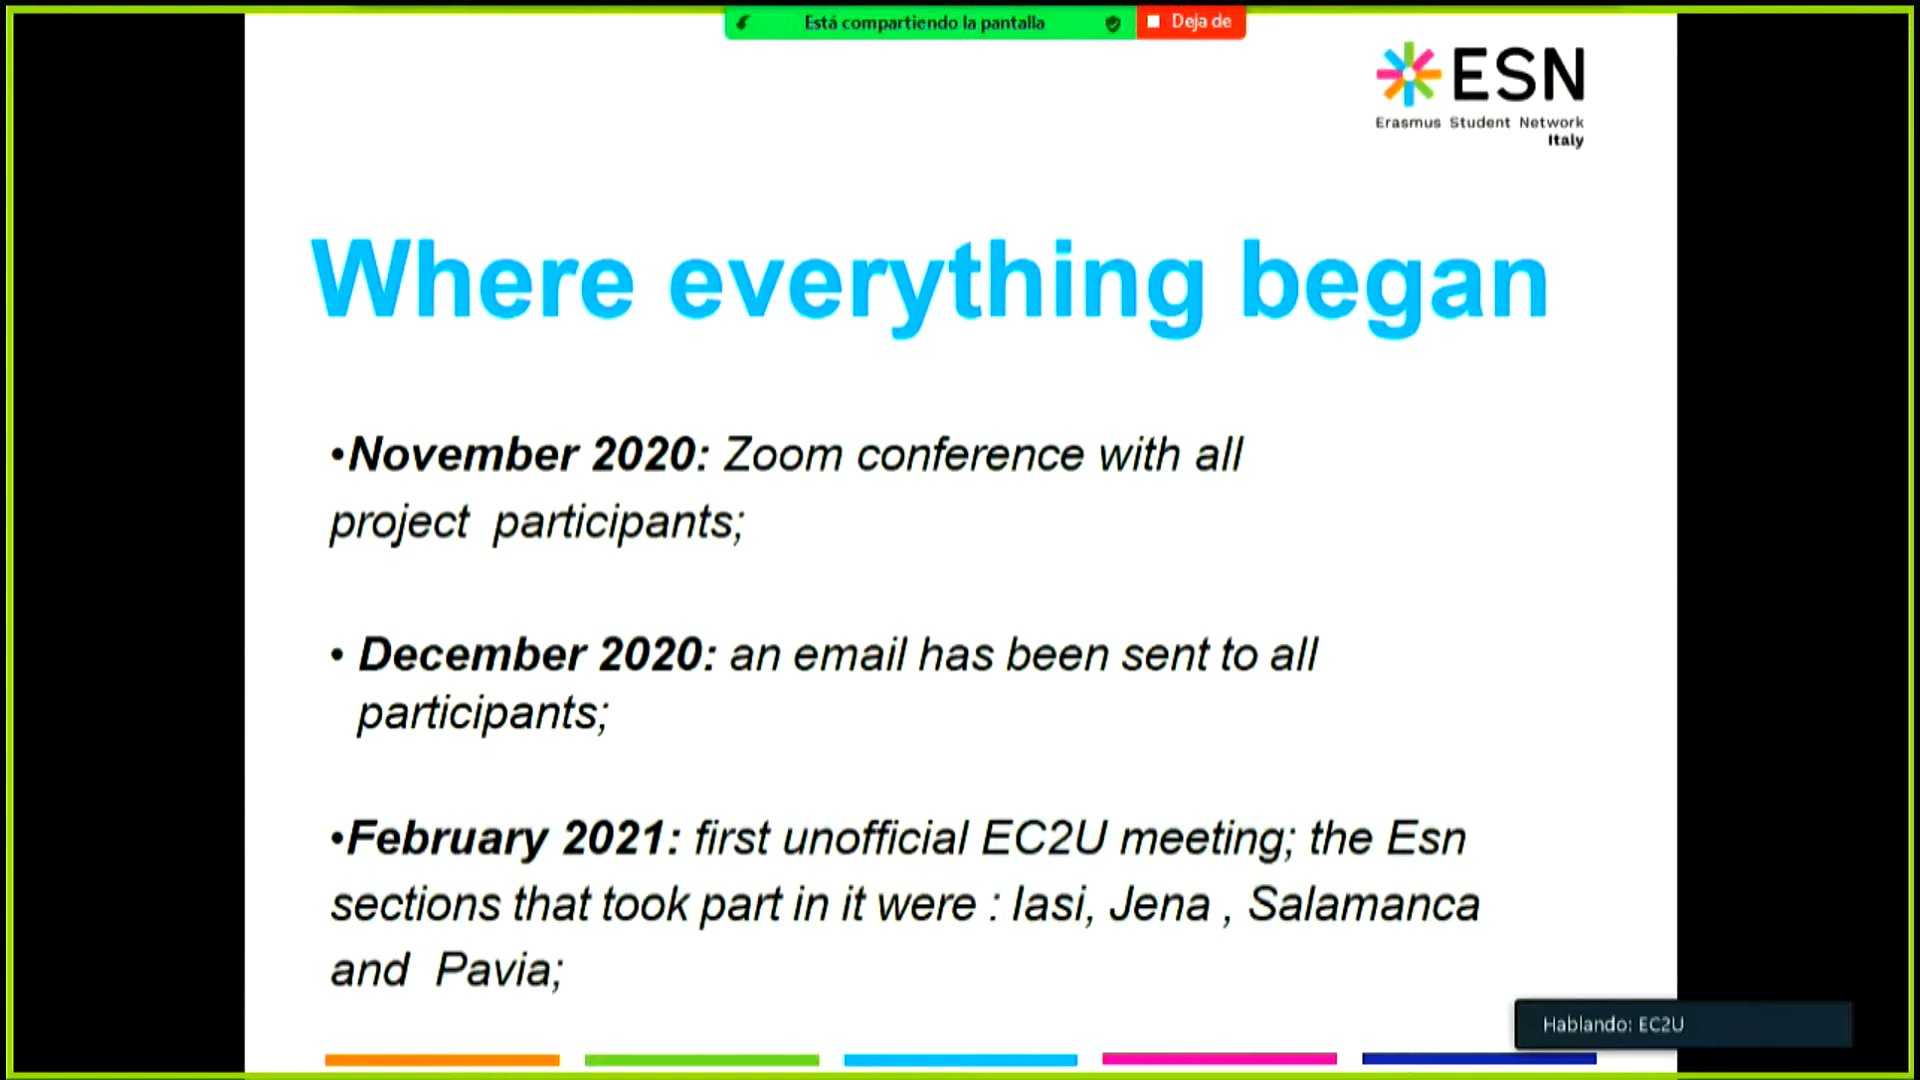 Está compartiendo la pantalla
Deja de
ESN
Erasmus Student Network
Italy
Where everything began
•November 2020: Zoom conference with all
project participants;
• December 2020: an email has been sent to all
participants;
•February 2021: first unofficial EC2U meeting; the Esn
sections that took part in it were : Iasi, Jena , Salamanca
and Pavia;
Hablando: EC2U